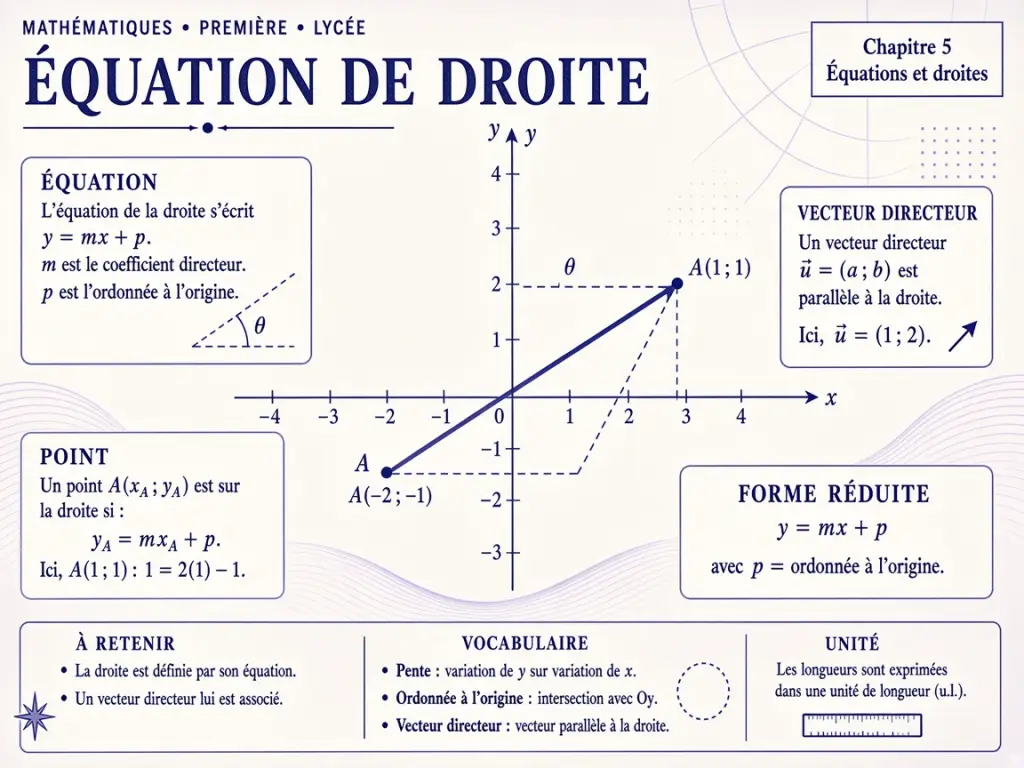 MATHÉMATIQUES • PREMIÈRE • LYCÉE
ÉQUATION DE DROITE
Chapitre 5
Équations et droites
ÉQUATION
L'équation de la droite s'écrit
y = mx + p.
m est le coefficient directeur.
p est l'ordonnée à l'origine.
θ
y y
4
3
2
1
θ
A(1 ; 1)
−4 −3 −2 −1 0 1 2 3 4 x
−1
−2
−3
A
A(−2 ; −1)
VECTEUR DIRECTEUR
Un vecteur directeur
u⃗ = (a ; b) est
parallèle à la droite.
Ici, u⃗ = (1 ; 2).
POINT
Un point A(x_A ; y_A) est sur
la droite si :
y_A = mx_A + p.
Ici, A(1 ; 1) : 1 = 2(1) − 1.
FORME RÉDUITE
y = mx + p
avec p = ordonnée à l'origine.
À RETENIR
• La droite est définie par son équation.
• Un vecteur directeur lui est associé.
VOCABULAIRE
• Pente : variation de y sur variation de x.
• Ordonnée à l'origine : intersection avec Oy.
• Vecteur directeur : vecteur parallèle à la droite.
UNITÉ
Les longueurs sont exprimées
dans une unité de longueur (u.l.).